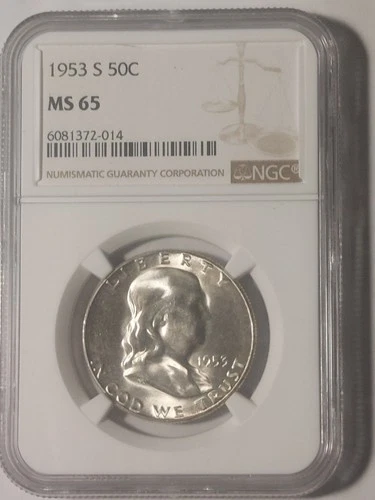 1953 S 50C
MS 65
6081372-014
NUMISMATIC GUARANTY CORPORATION
NGC®
LIBERTY
1953
IN GOD WE TRUST